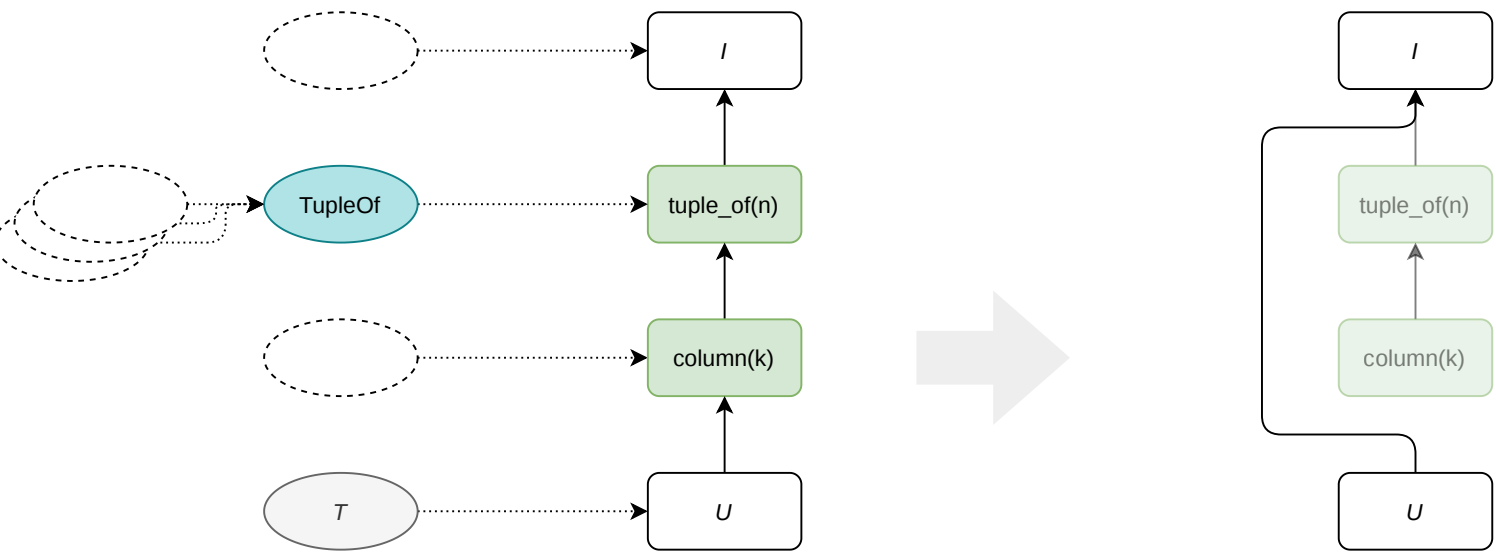 I
I
TupleOf
tuple_of(n)
tuple_of(n)
column(k)
column(k)
T
U
U